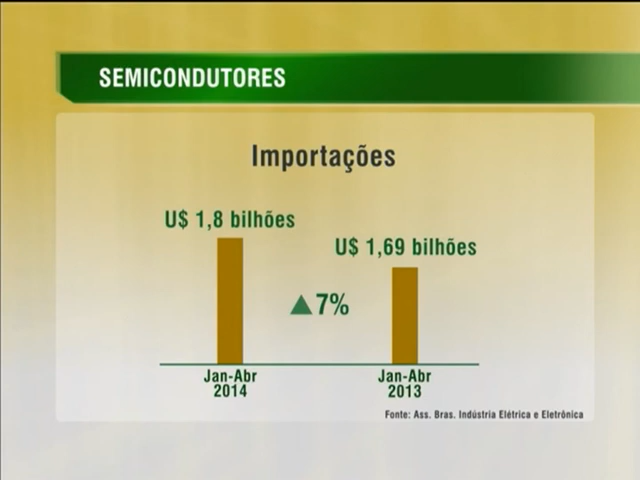 SEMICONDUTORES
Importações
U$ 1,8 bilhões
U$ 1,69 bilhões
▲7%
Jan-Abr
2014
Jan-Abr
2013
Fonte: Ass. Bras. Indústria Elétrica e Eletrônica